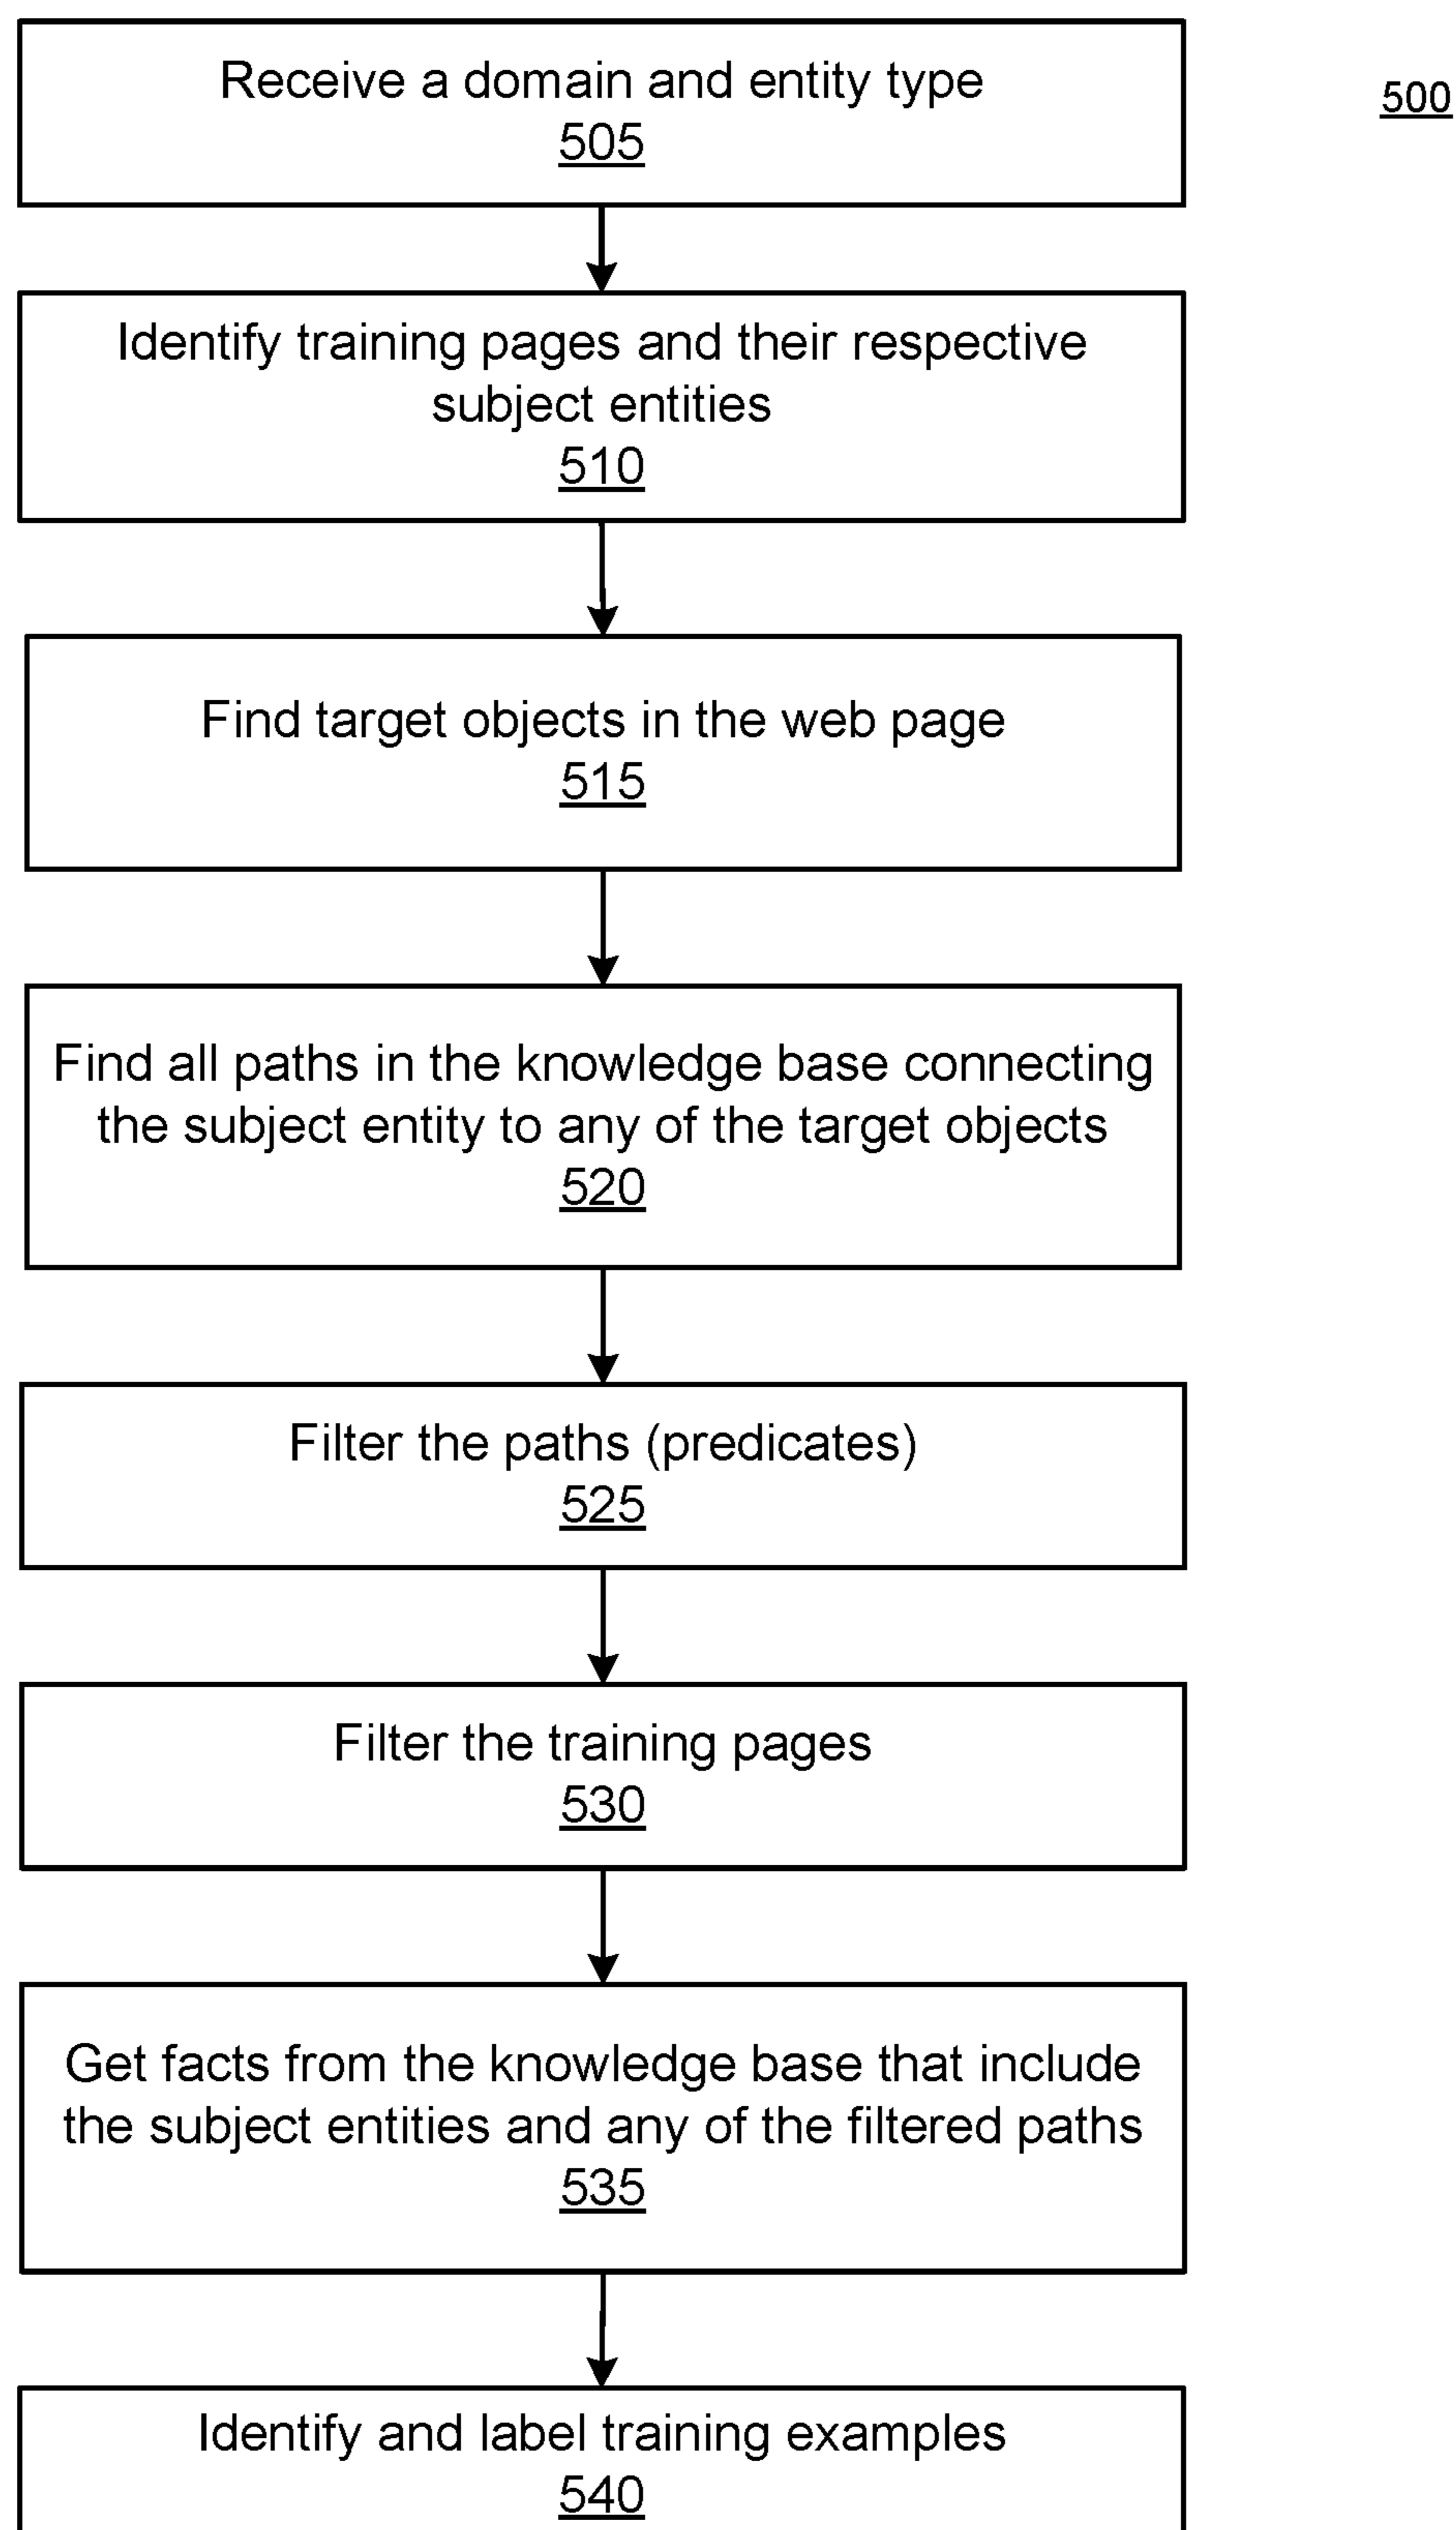 Receive a domain and entity type
505
500
Identify training pages and their respective
subject entities
510
Find target objects in the web page
515
Find all paths in the knowledge base connecting
the subject entity to any of the target objects
520
Filter the paths (predicates)
525
Filter the training pages
530
Get facts from the knowledge base that include
the subject entities and any of the filtered paths
535
Identify and label training examples
540